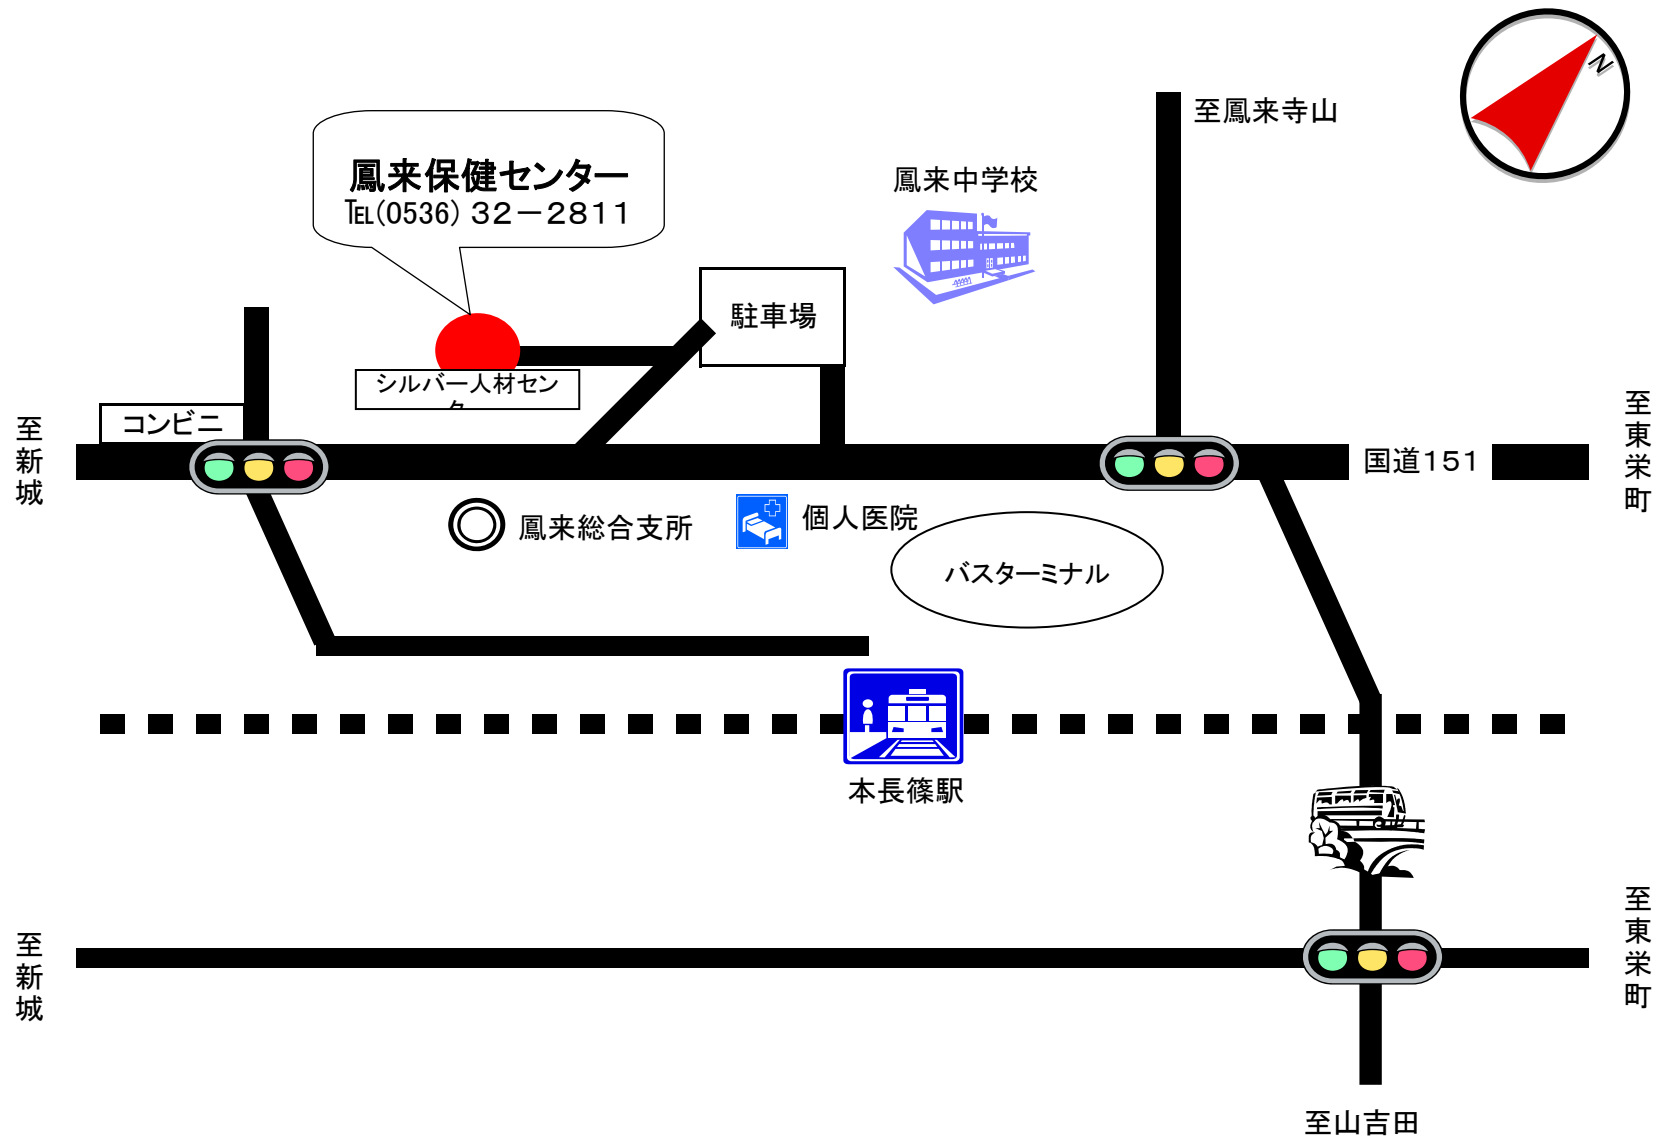 N
至鳳来寺山
鳳来保健センター
℡(0536) 32－2811
鳳来中学校
駐車場
シルバー人材セン
コンビニ
至新城
至東栄町
国道151
鳳来総合支所
個人医院
バスターミナル
本長篠駅
至新城
至東栄町
至山吉田